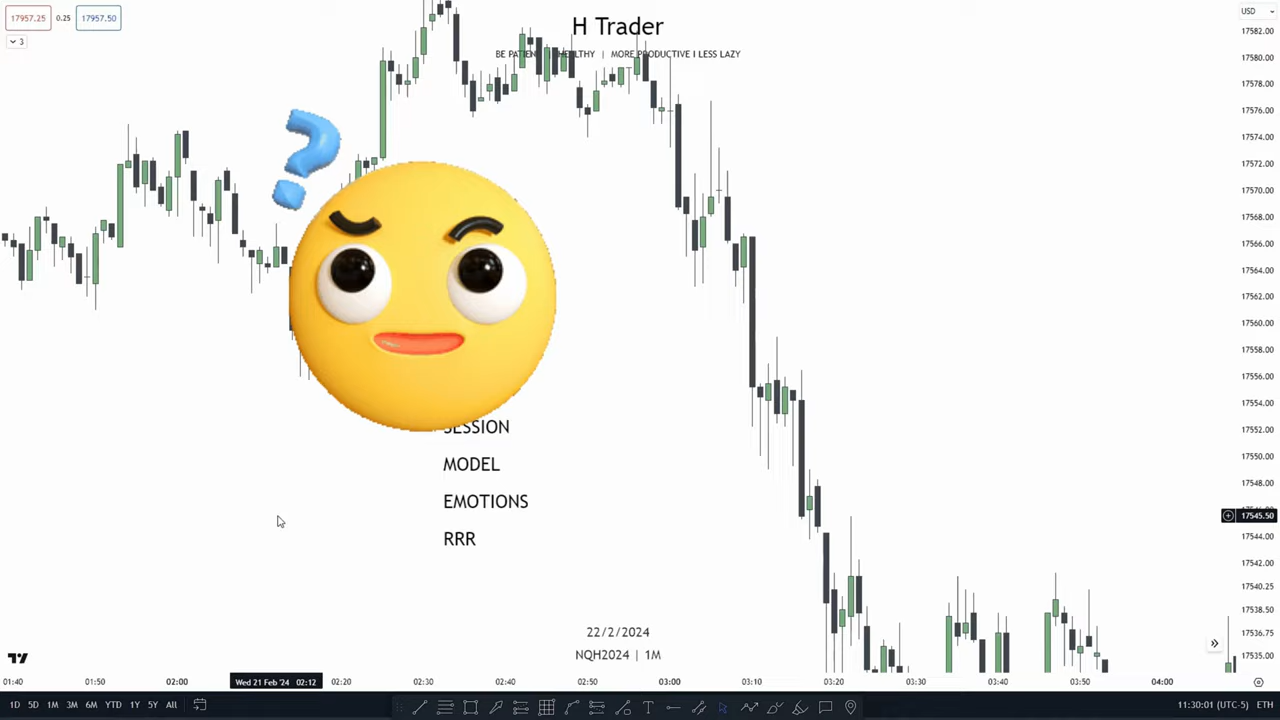 17957.25 0.25 17957.50
3
H Trader
BE PATIENT | HEALTHY | MORE PRODUCTIVE I LESS LAZY
USD
17582.00
17580.00
17578.00
17576.00
17574.00
17572.00
17570.00
17568.00
17566.00
17564.00
17562.00
17560.00
17558.00
17556.00
17554.00
17552.00
17550.00
17548.00
17545.50
17544.00
17542.00
17540.25
17538.50
17536.75
17535.00
SESSION
MODEL
EMOTIONS
RRR
22/2/2024
NQH2024 | 1M
01:40 01:50 02:00 Wed 21 Feb '24 02:12 02:20 02:30 02:40 02:50 03:00 03:10 03:20 03:30 03:40 03:50 04:00
1D 5D 1M 3M 6M YTD 1Y 5Y All
11:30:01 (UTC-5) ETH